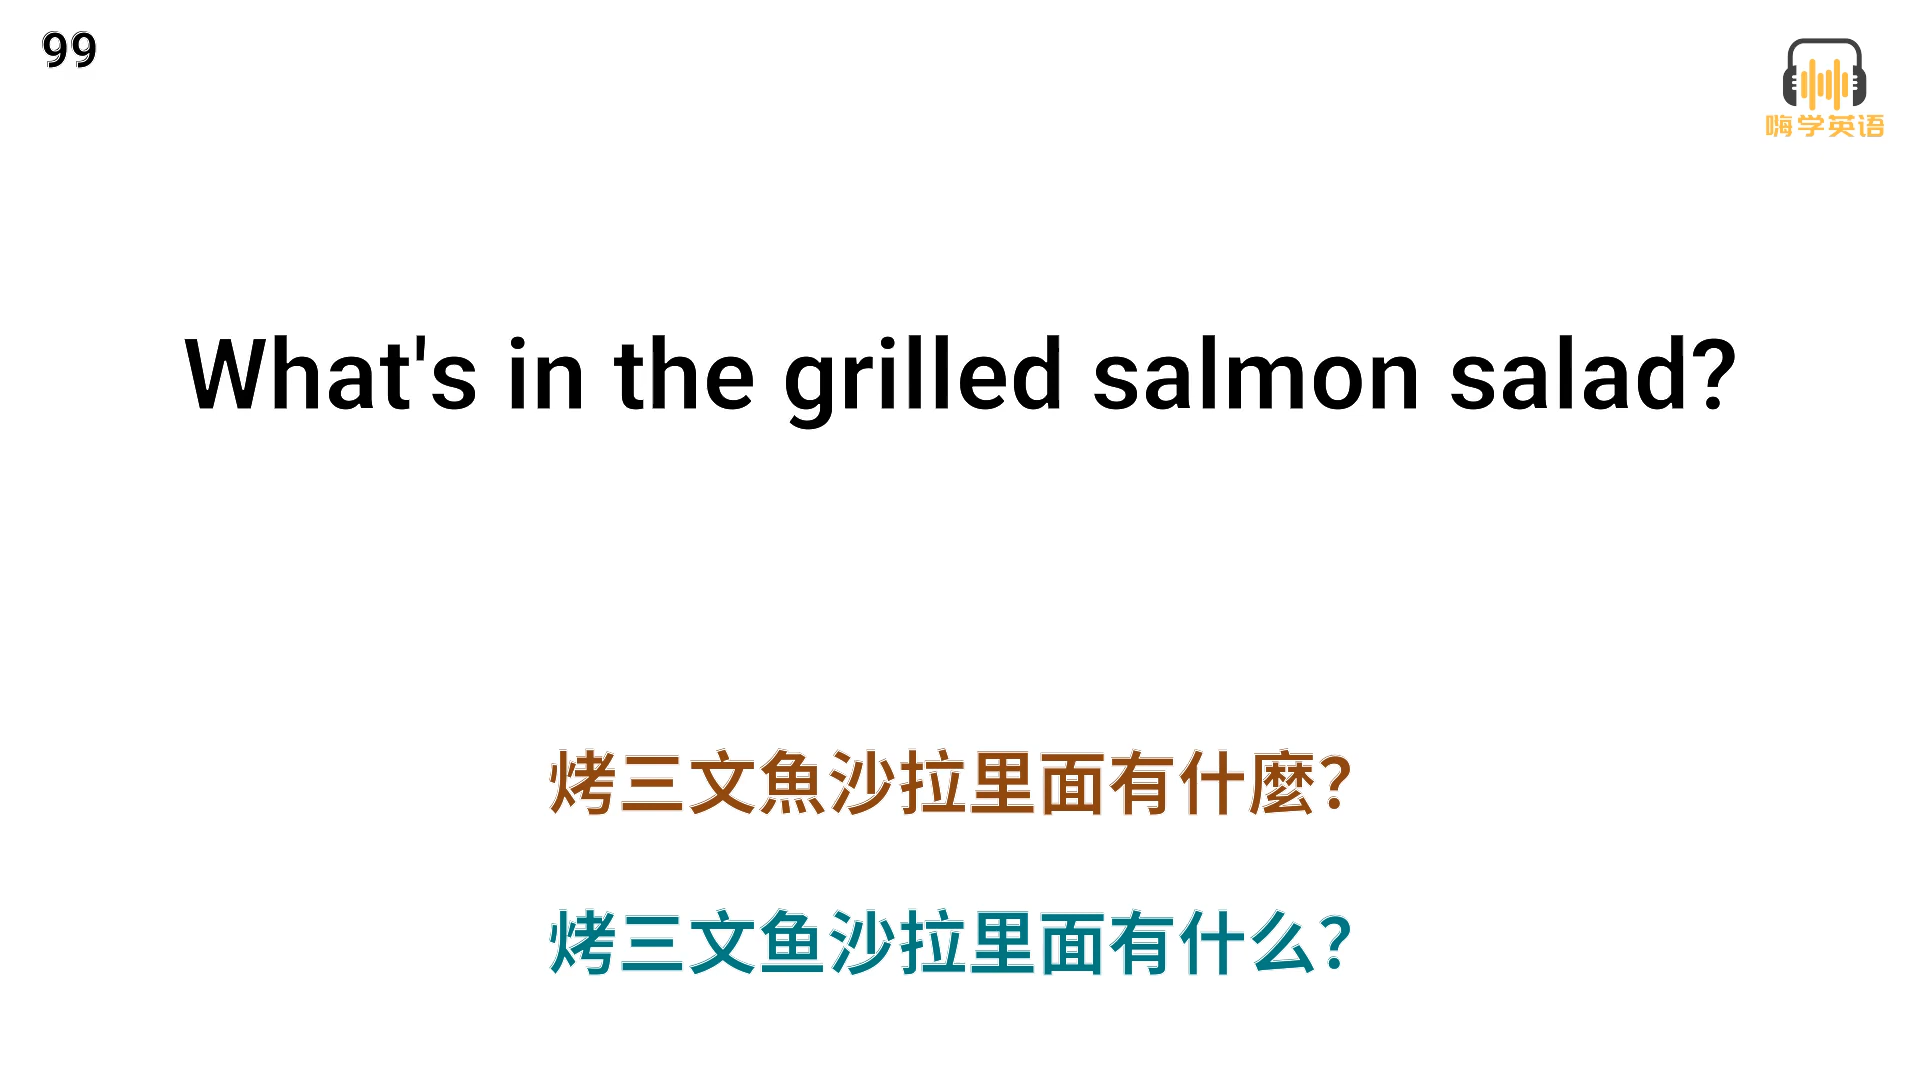 99
嗨学英语
What's in the grilled salmon salad?
烤三文魚沙拉里面有什麼?
烤三文鱼沙拉里面有什么?